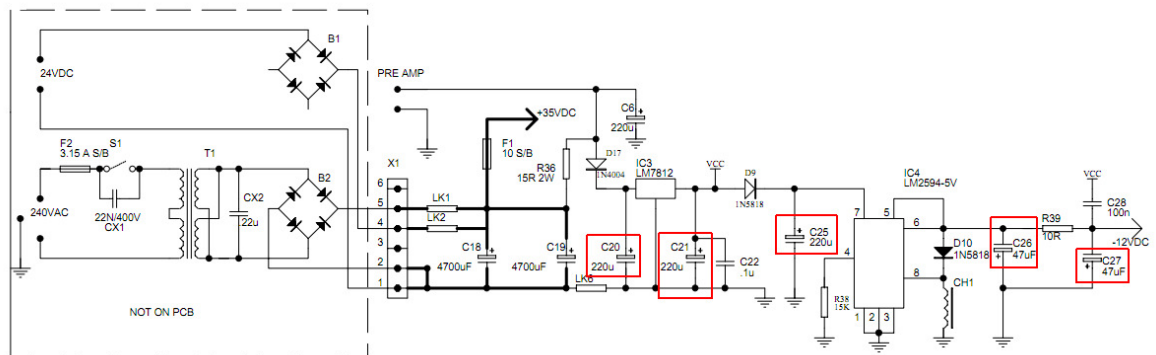 B1
24VDC
F2
3.15 A S/B
S1
T1
22N/400V
CX1
CX2
22u
B2
240VAC
NOT ON PCB
PRE AMP
X1
6
5
4
3
2
1
LK1
LK2
+35VDC
F1
10 S/B
R36
15R 2W
C18
4700uF
C19
4700uF
LK6
C6
220u
D17
1N4004
IC3
LM7812
C20
220u
C21
220u
C22
.1u
VCC
D9
1N5818
C25
220u
IC4
LM2594-5V
7
5
6
4
8
1
2
3
R38
15K
D10
1N5818
CH1
C26
47uF
R39
10R
VCC
C28
100n
-12VDC
C27
47uF